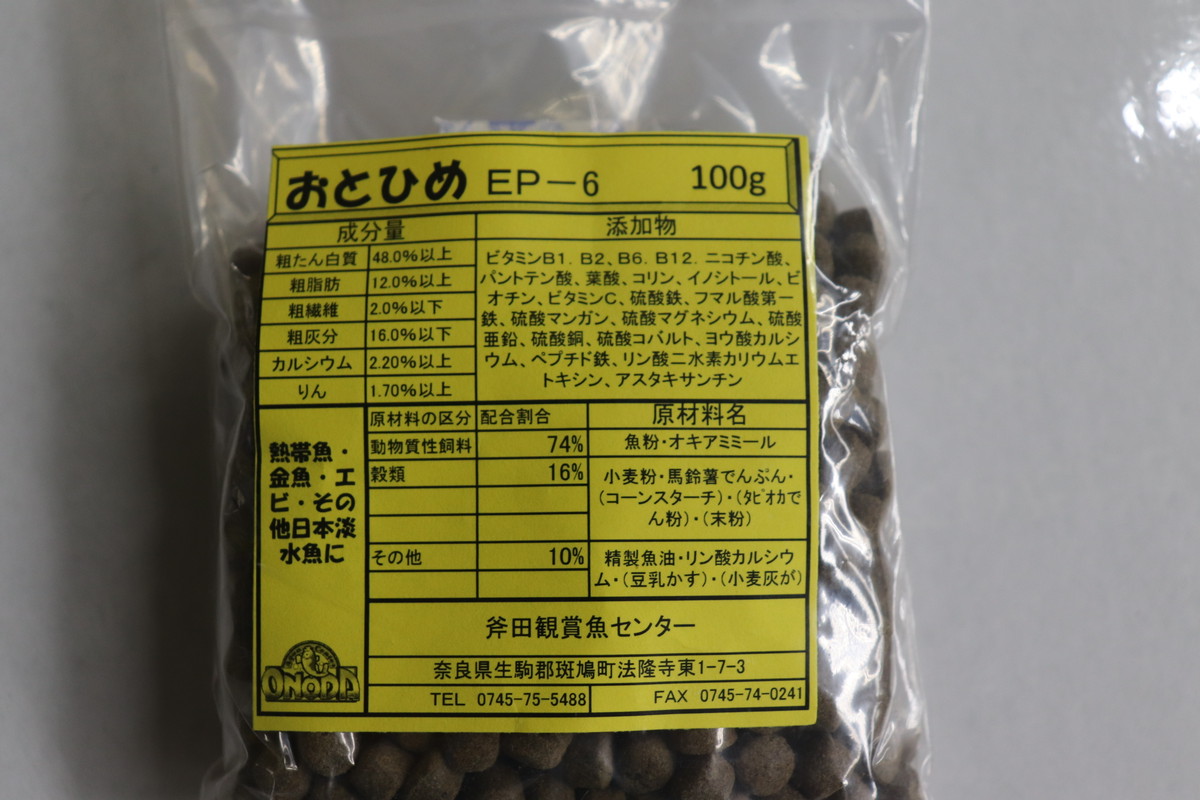 おとひめ EP-6 100g
成分量
粗たん白質 48.0%以上
粗脂肪 12.0%以上
粗繊維 2.0%以下
粗灰分 16.0%以下
カルシウム 2.20%以上
りん 1.70%以上
添加物
ビタミンB1. B2、B6. B12. ニコチン酸、
パントテン酸、葉酸、コリン、イノシトール、ビ
オチン、ビタミンC、硫酸鉄、フマル酸第一
鉄、硫酸マンガン、硫酸マグネシウム、硫酸
亜鉛、硫酸銅、硫酸コバルト、ヨウ酸カルシ
ウム、ペプチド鉄、リン酸二水素カリウムエ
トキシン、アスタキサンチン
熱帯魚・
金魚・エ
ビ・その
他日本淡
水魚に
原材料の区分 配合割合 原材料名
動物質性飼料 74% 魚粉・オキアミミール
穀類 16%
小麦粉・馬鈴薯でんぷん・
(コーンスターチ)・(タピオカで
ん粉)・(末粉)
その他 10%
精製魚油・リン酸カルシウ
ム・(豆乳かす)・(小麦灰が)
斧田観賞魚センター
奈良県生駒郡斑鳩町法隆寺東1-7-3
TEL 0745-75-5488 FAX 0745-74-0241
ONODA